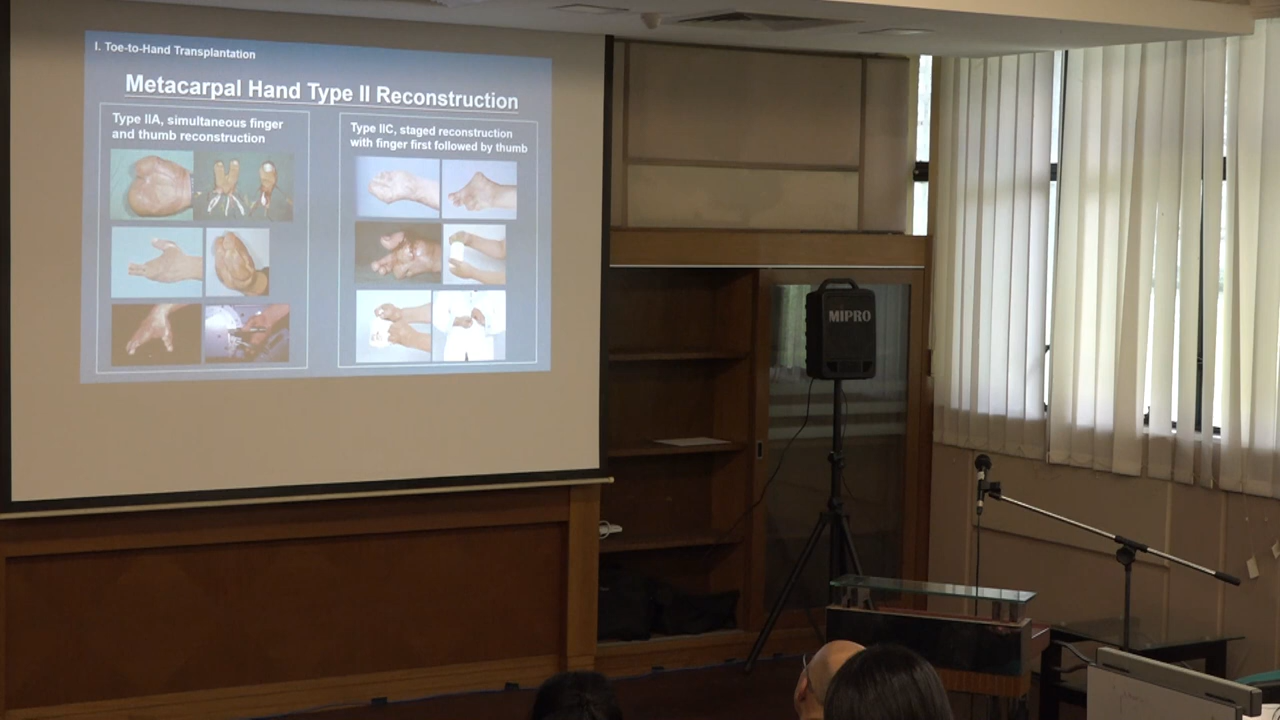 I. Toe-to-Hand Transplantation
Metacarpal Hand Type II Reconstruction
Type IIA, simultaneous finger
and thumb reconstruction
Type IIC, staged reconstruction
with finger first followed by thumb
MIPRO